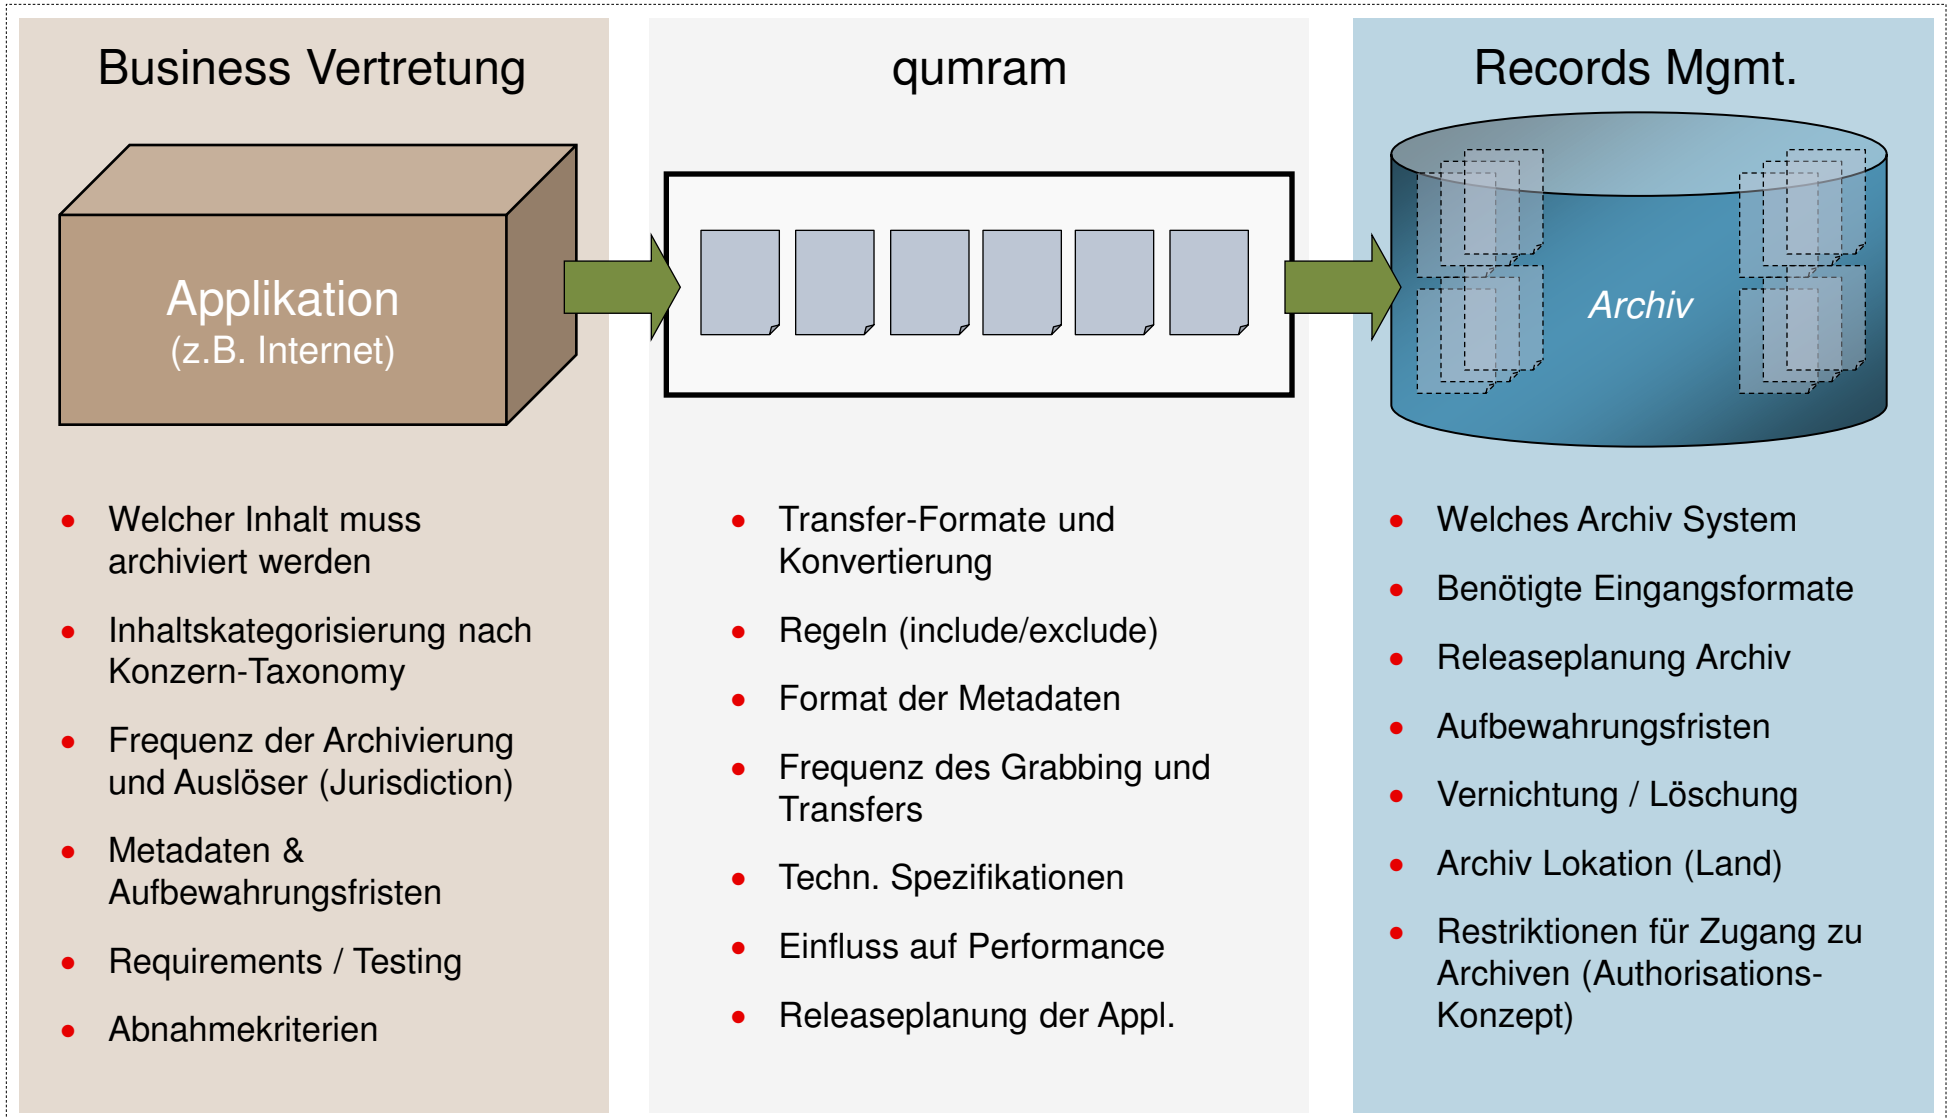 Business Vertretung
Applikation
(z.B. Internet)
• Welcher Inhalt muss
archiviert werden
• Inhaltskategorisierung nach
Konzern-Taxonomy
• Frequenz der Archivierung
und Auslöser (Jurisdiction)
• Metadaten &
Aufbewahrungsfristen
• Requirements / Testing
• Abnahmekriterien
qumram
• Transfer-Formate und
Konvertierung
• Regeln (include/exclude)
• Format der Metadaten
• Frequenz des Grabbing und
Transfers
• Techn. Spezifikationen
• Einfluss auf Performance
• Releaseplanung der Appl.
Records Mgmt.
Archiv
• Welches Archiv System
• Benötigte Eingangsformate
• Releaseplanung Archiv
• Aufbewahrungsfristen
• Vernichtung / Löschung
• Archiv Lokation (Land)
• Restriktionen für Zugang zu
Archiven (Authorisations-
Konzept)